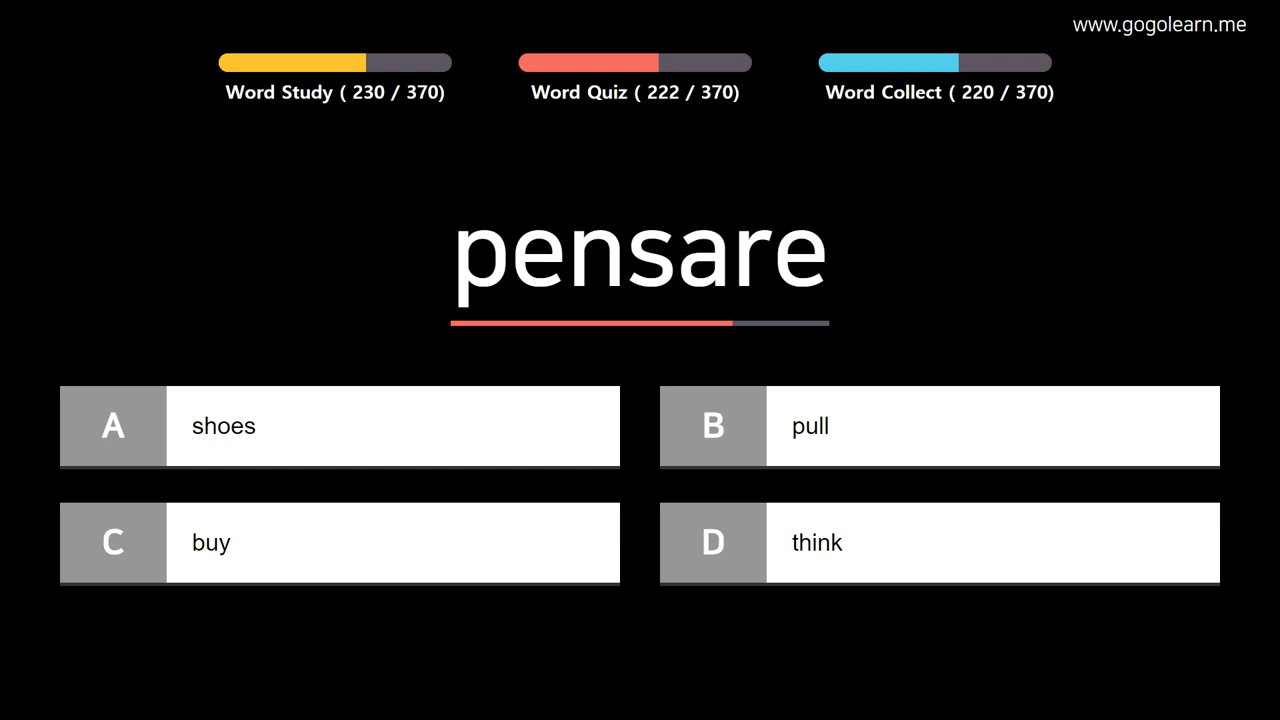 www.gogolearn.me
Word Study ( 230 / 370)
Word Quiz ( 222 / 370)
Word Collect ( 220 / 370)
pensare
A shoes
B pull
C buy
D think